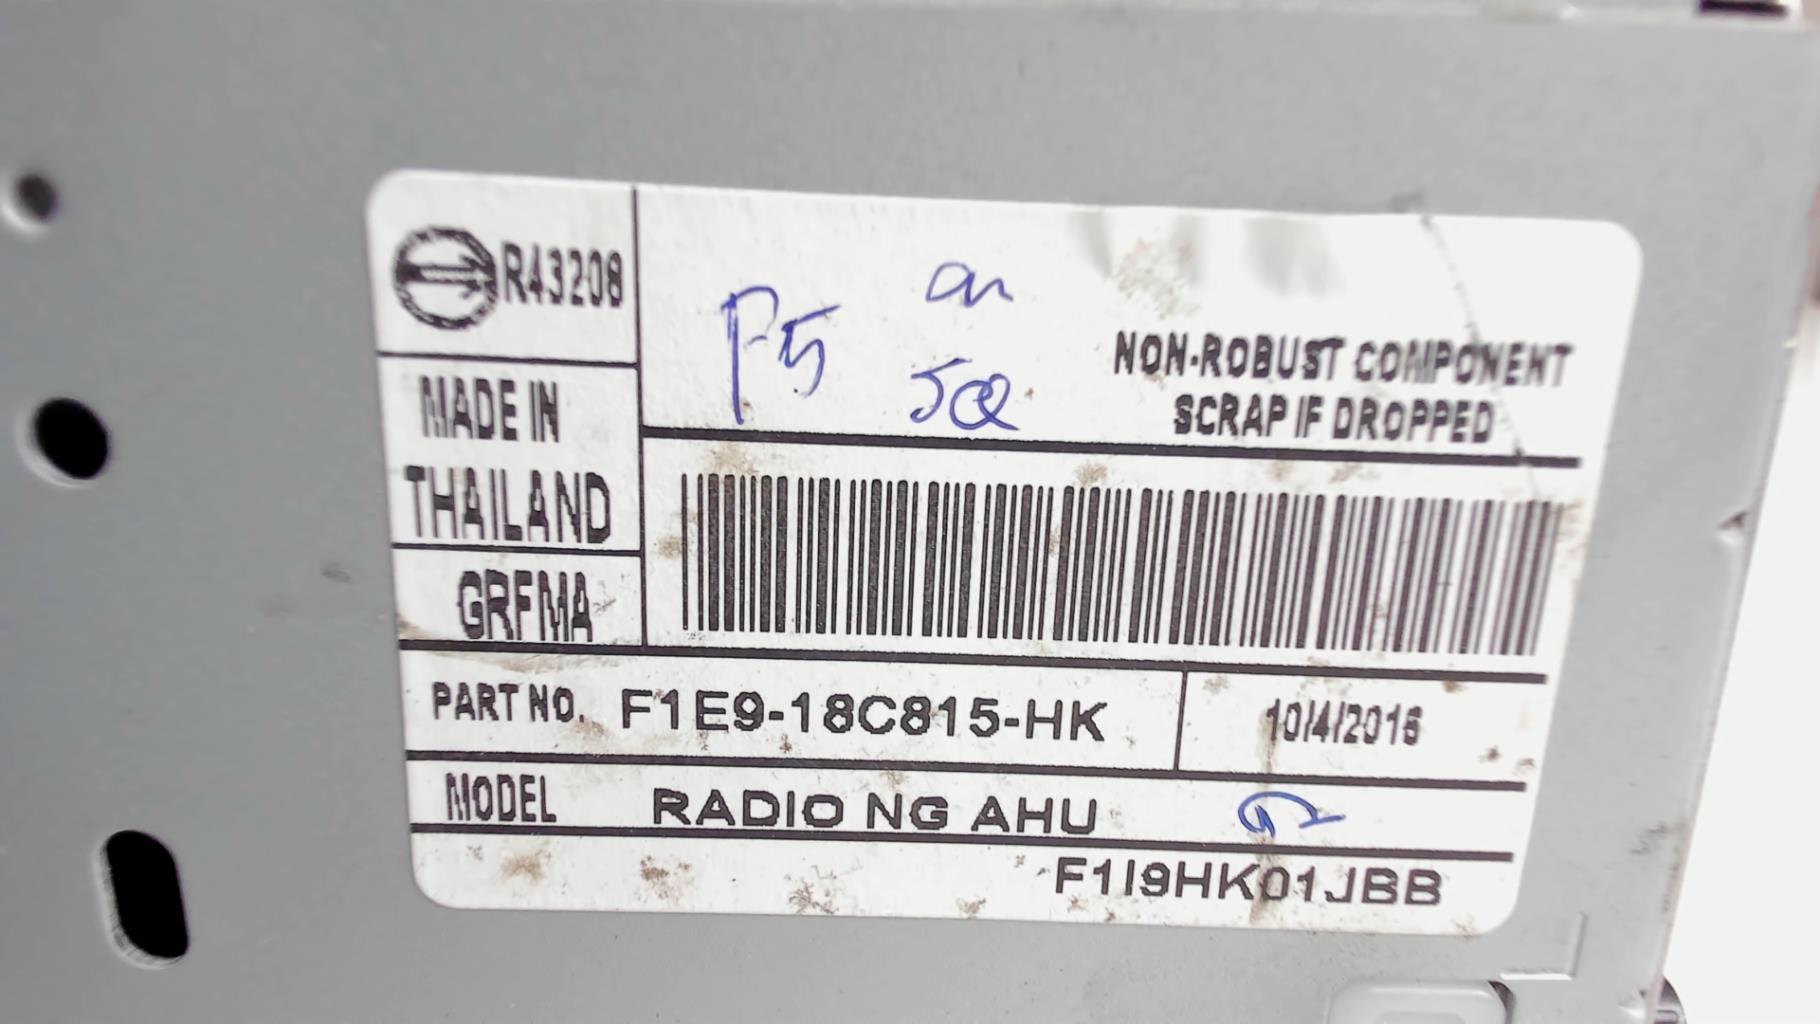 R43208
MADE IN
THAILAND
GRFMA
P5
NON-ROBUST COMPONENT
SCRAP IF DROPPED
PART NO. F1E9-18C815-HK
10/4/2016
MODEL RADIO NG AHU
F1I9HK01JBB